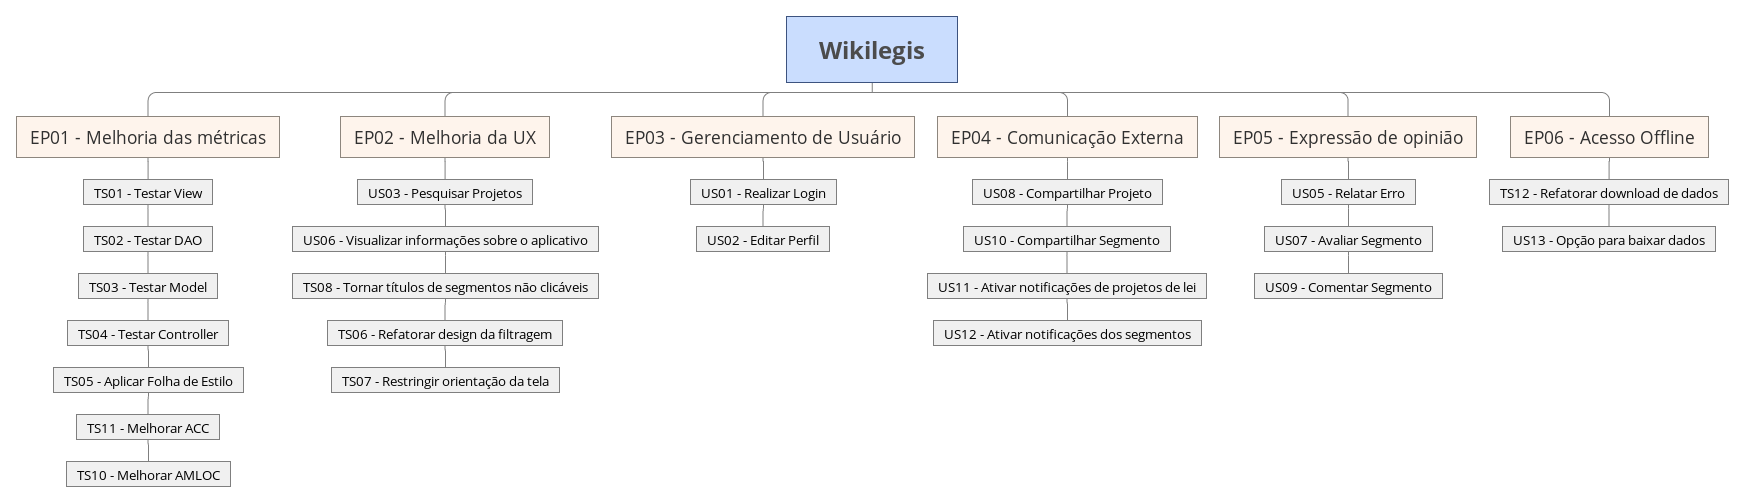 Wikilegis
EP01 - Melhoria das métricas
TS01 - Testar View
TS02 - Testar DAO
TS03 - Testar Model
TS04 - Testar Controller
TS05 - Aplicar Folha de Estilo
TS11 - Melhorar ACC
TS10 - Melhorar AMLOC
EP02 - Melhoria da UX
US03 - Pesquisar Projetos
US06 - Visualizar informações sobre o aplicativo
TS08 - Tornar títulos de segmentos não clicáveis
TS06 - Refatorar design da filtragem
TS07 - Restringir orientação da tela
EP03 - Gerenciamento de Usuário
US01 - Realizar Login
US02 - Editar Perfil
EP04 - Comunicação Externa
US08 - Compartilhar Projeto
US10 - Compartilhar Segmento
US11 - Ativar notificações de projetos de lei
US12 - Ativar notificações dos segmentos
EP05 - Expressão de opinião
US05 - Relatar Erro
US07 - Avaliar Segmento
US09 - Comentar Segmento
EP06 - Acesso Offline
TS12 - Refatorar download de dados
US13 - Opção para baixar dados